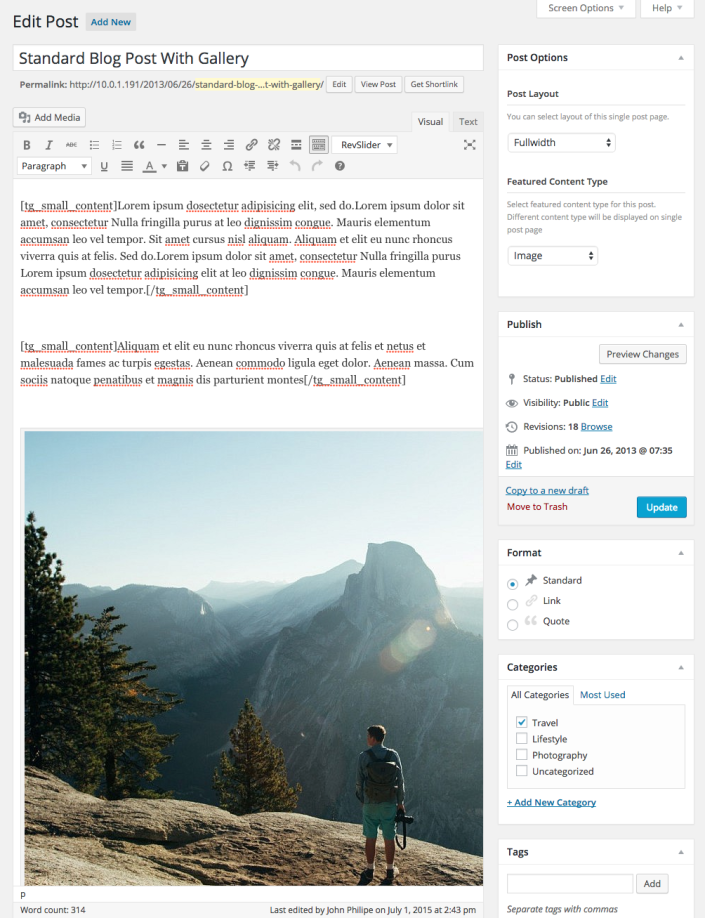 Screen Options ▼ Help ▼
Edit Post Add New
Standard Blog Post With Gallery
Permalink: http://10.0.1.191/2013/06/26/standard-blog-...t-with-gallery/ Edit View Post Get Shortlink
Add Media
Visual Text
B I ABC RevSlider
Paragraph U A Ω
[tg_small_content]Lorem ipsum dosectetur adipisicing elit, sed do.Lorem ipsum dolor sit
amet, consectetur Nulla fringilla purus at leo dignissim congue. Mauris elementum
accumsan leo vel tempor. Sit amet cursus nisl aliquam. Aliquam et elit eu nunc rhoncus
viverra quis at felis. Sed do.Lorem ipsum dolor sit amet, consectetur Nulla fringilla purus
Lorem ipsum dosectetur adipisicing elit at leo dignissim congue. Mauris elementum
accumsan leo vel tempor.[/tg_small_content]
[tg_small_content]Aliquam et elit eu nunc rhoncus viverra quis at felis et netus et
malesuada fames ac turpis egestas. Aenean commodo ligula eget dolor. Aenean massa. Cum
sociis natoque penatibus et magnis dis parturient montes[/tg_small_content]
p
Word count: 314 Last edited by John Philipe on July 1, 2015 at 2:43 pm
Post Options
Post Layout
You can select layout of this single post page.
Fullwidth
Featured Content Type
Select featured content type for this post.
Different content type will be displayed on single
post page
Image
Publish
Preview Changes
Status: Published Edit
Visibility: Public Edit
Revisions: 18 Browse
Published on: Jun 26, 2013 @ 07:35
Edit
Copy to a new draft
Move to Trash Update
Format
Standard
Link
Quote
Categories
All Categories Most Used
Travel
Lifestyle
Photography
Uncategorized
+ Add New Category
Tags
Add
Separate tags with commas